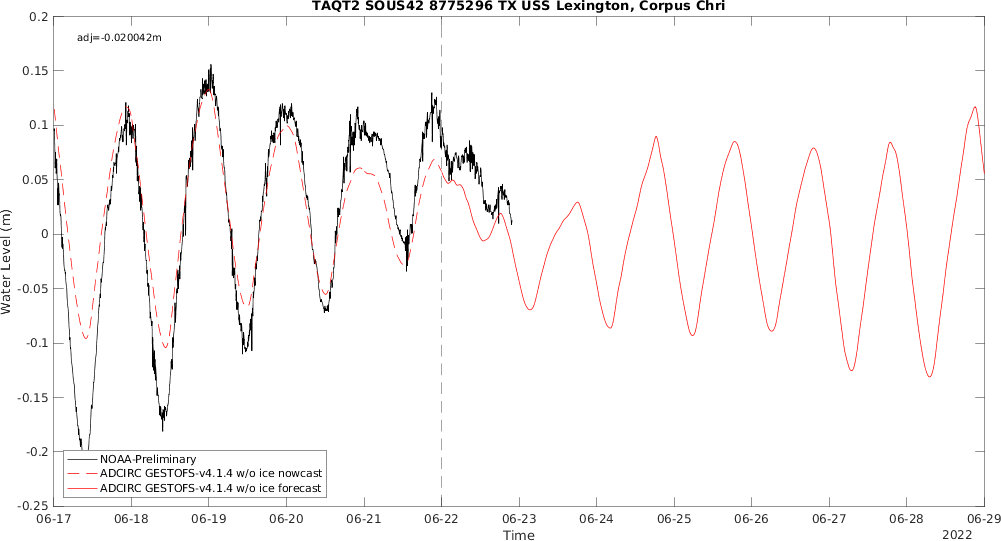 TAQT2 SOUS42 8775296 TX USS Lexington, Corpus Chri
adj=-0.020042m
0.2
0.15
0.1
0.05
0
-0.05
-0.1
-0.15
-0.2
-0.25
Water Level (m)
NOAA-Preliminary
ADCIRC GESTOFS-v4.1.4 w/o ice nowcast
ADCIRC GESTOFS-v4.1.4 w/o ice forecast
06-17 06-18 06-19 06-20 06-21 06-22 06-23 06-24 06-25 06-26 06-27 06-28 06-29
Time
2022